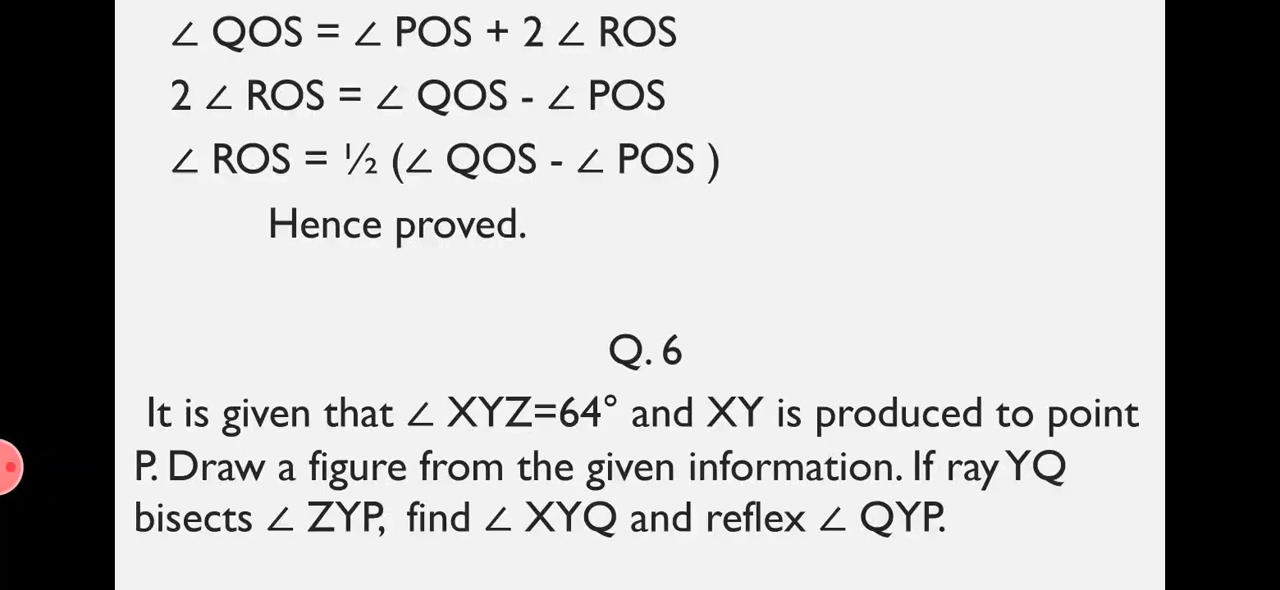 ∠ QOS = ∠ POS + 2 ∠ ROS
2 ∠ ROS = ∠ QOS - ∠ POS
∠ ROS = ½ (∠ QOS - ∠ POS )
Hence proved.
Q. 6
It is given that ∠ XYZ=64° and XY is produced to point
P. Draw a figure from the given information. If ray YQ
bisects ∠ ZYP, find ∠ XYQ and reflex ∠ QYP.